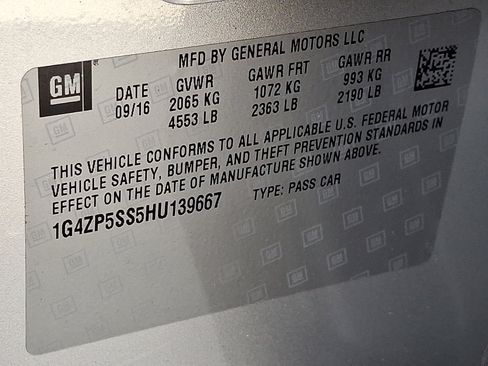 GM
MFD BY GENERAL MOTORS LLC
DATE GVWR GAWR FRT GAWR RR
09/16 2065 KG 1072 KG 993 KG
4553 LB 2363 LB 2190 LB
THIS VEHICLE CONFORMS TO ALL APPLICABLE U.S. FEDERAL MOTOR
VEHICLE SAFETY, BUMPER, AND THEFT PREVENTION STANDARDS IN
EFFECT ON THE DATE OF MANUFACTURE SHOWN ABOVE.
1G4ZP5SS5HU139667 TYPE: PASS CAR